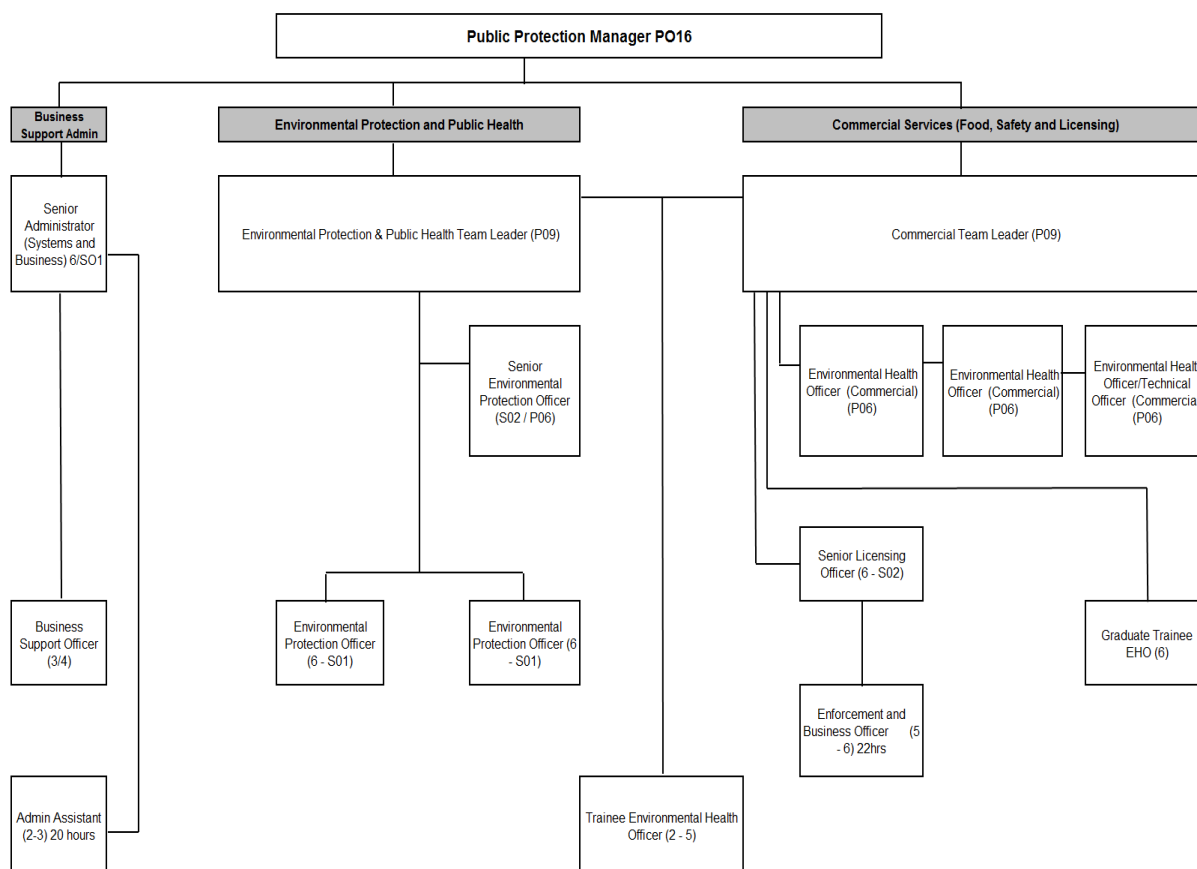 Public Protection Manager PO16
Business
Support Admin
Environmental Protection and Public Health
Commercial Services (Food, Safety and Licensing)
Senior
Administrator
(Systems and
Business) 6/SO1
Environmental Protection & Public Health Team Leader (P09)
Commercial Team Leader (P09)
Senior
Environmental
Protection Officer
(S02 / P06)
Environmental Health
Officer (Commercial)
(P06)
Environmental Health
Officer (Commercial)
(P06)
Environmental Health
Officer/Technical
Officer (Commercial
(P06)
Senior Licensing
Officer (6 - S02)
Business
Support Officer
(3/4)
Environmental
Protection Officer
(6 - S01)
Environmental
Protection Officer (6
- S01)
Graduate Trainee
EHO (6)
Enforcement and
Business Officer (5
- 6) 22hrs
Admin Assistant
(2-3) 20 hours
Trainee Environmental Health
Officer (2 - 5)